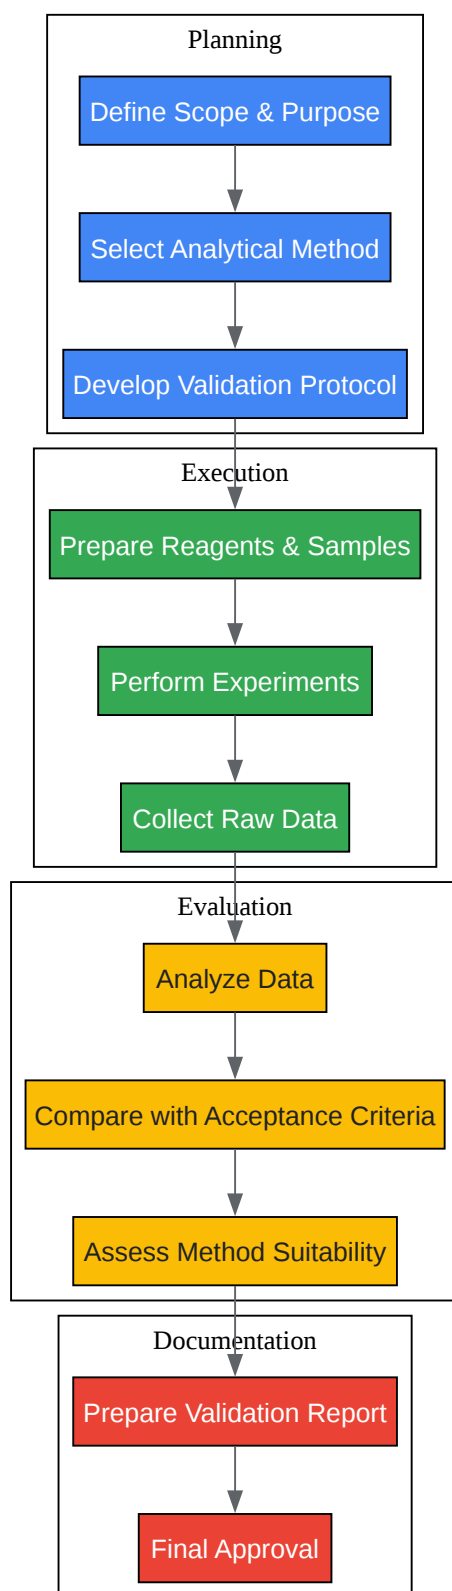 Planning
Define Scope & Purpose
Select Analytical Method
Develop Validation Protocol
Execution
Prepare Reagents & Samples
Perform Experiments
Collect Raw Data
Evaluation
Analyze Data
Compare with Acceptance Criteria
Assess Method Suitability
Documentation
Prepare Validation Report
Final Approval